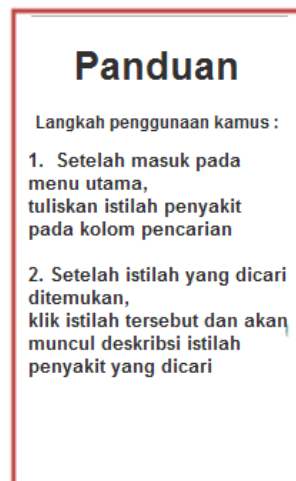 Panduan
Langkah penggunaan kamus :
1. Setelah masuk pada
menu utama,
tuliskan istilah penyakit
pada kolom pencarian
2. Setelah istilah yang dicari
ditemukan,
klik istilah tersebut dan akan
muncul deskribsi istilah
penyakit yang dicari